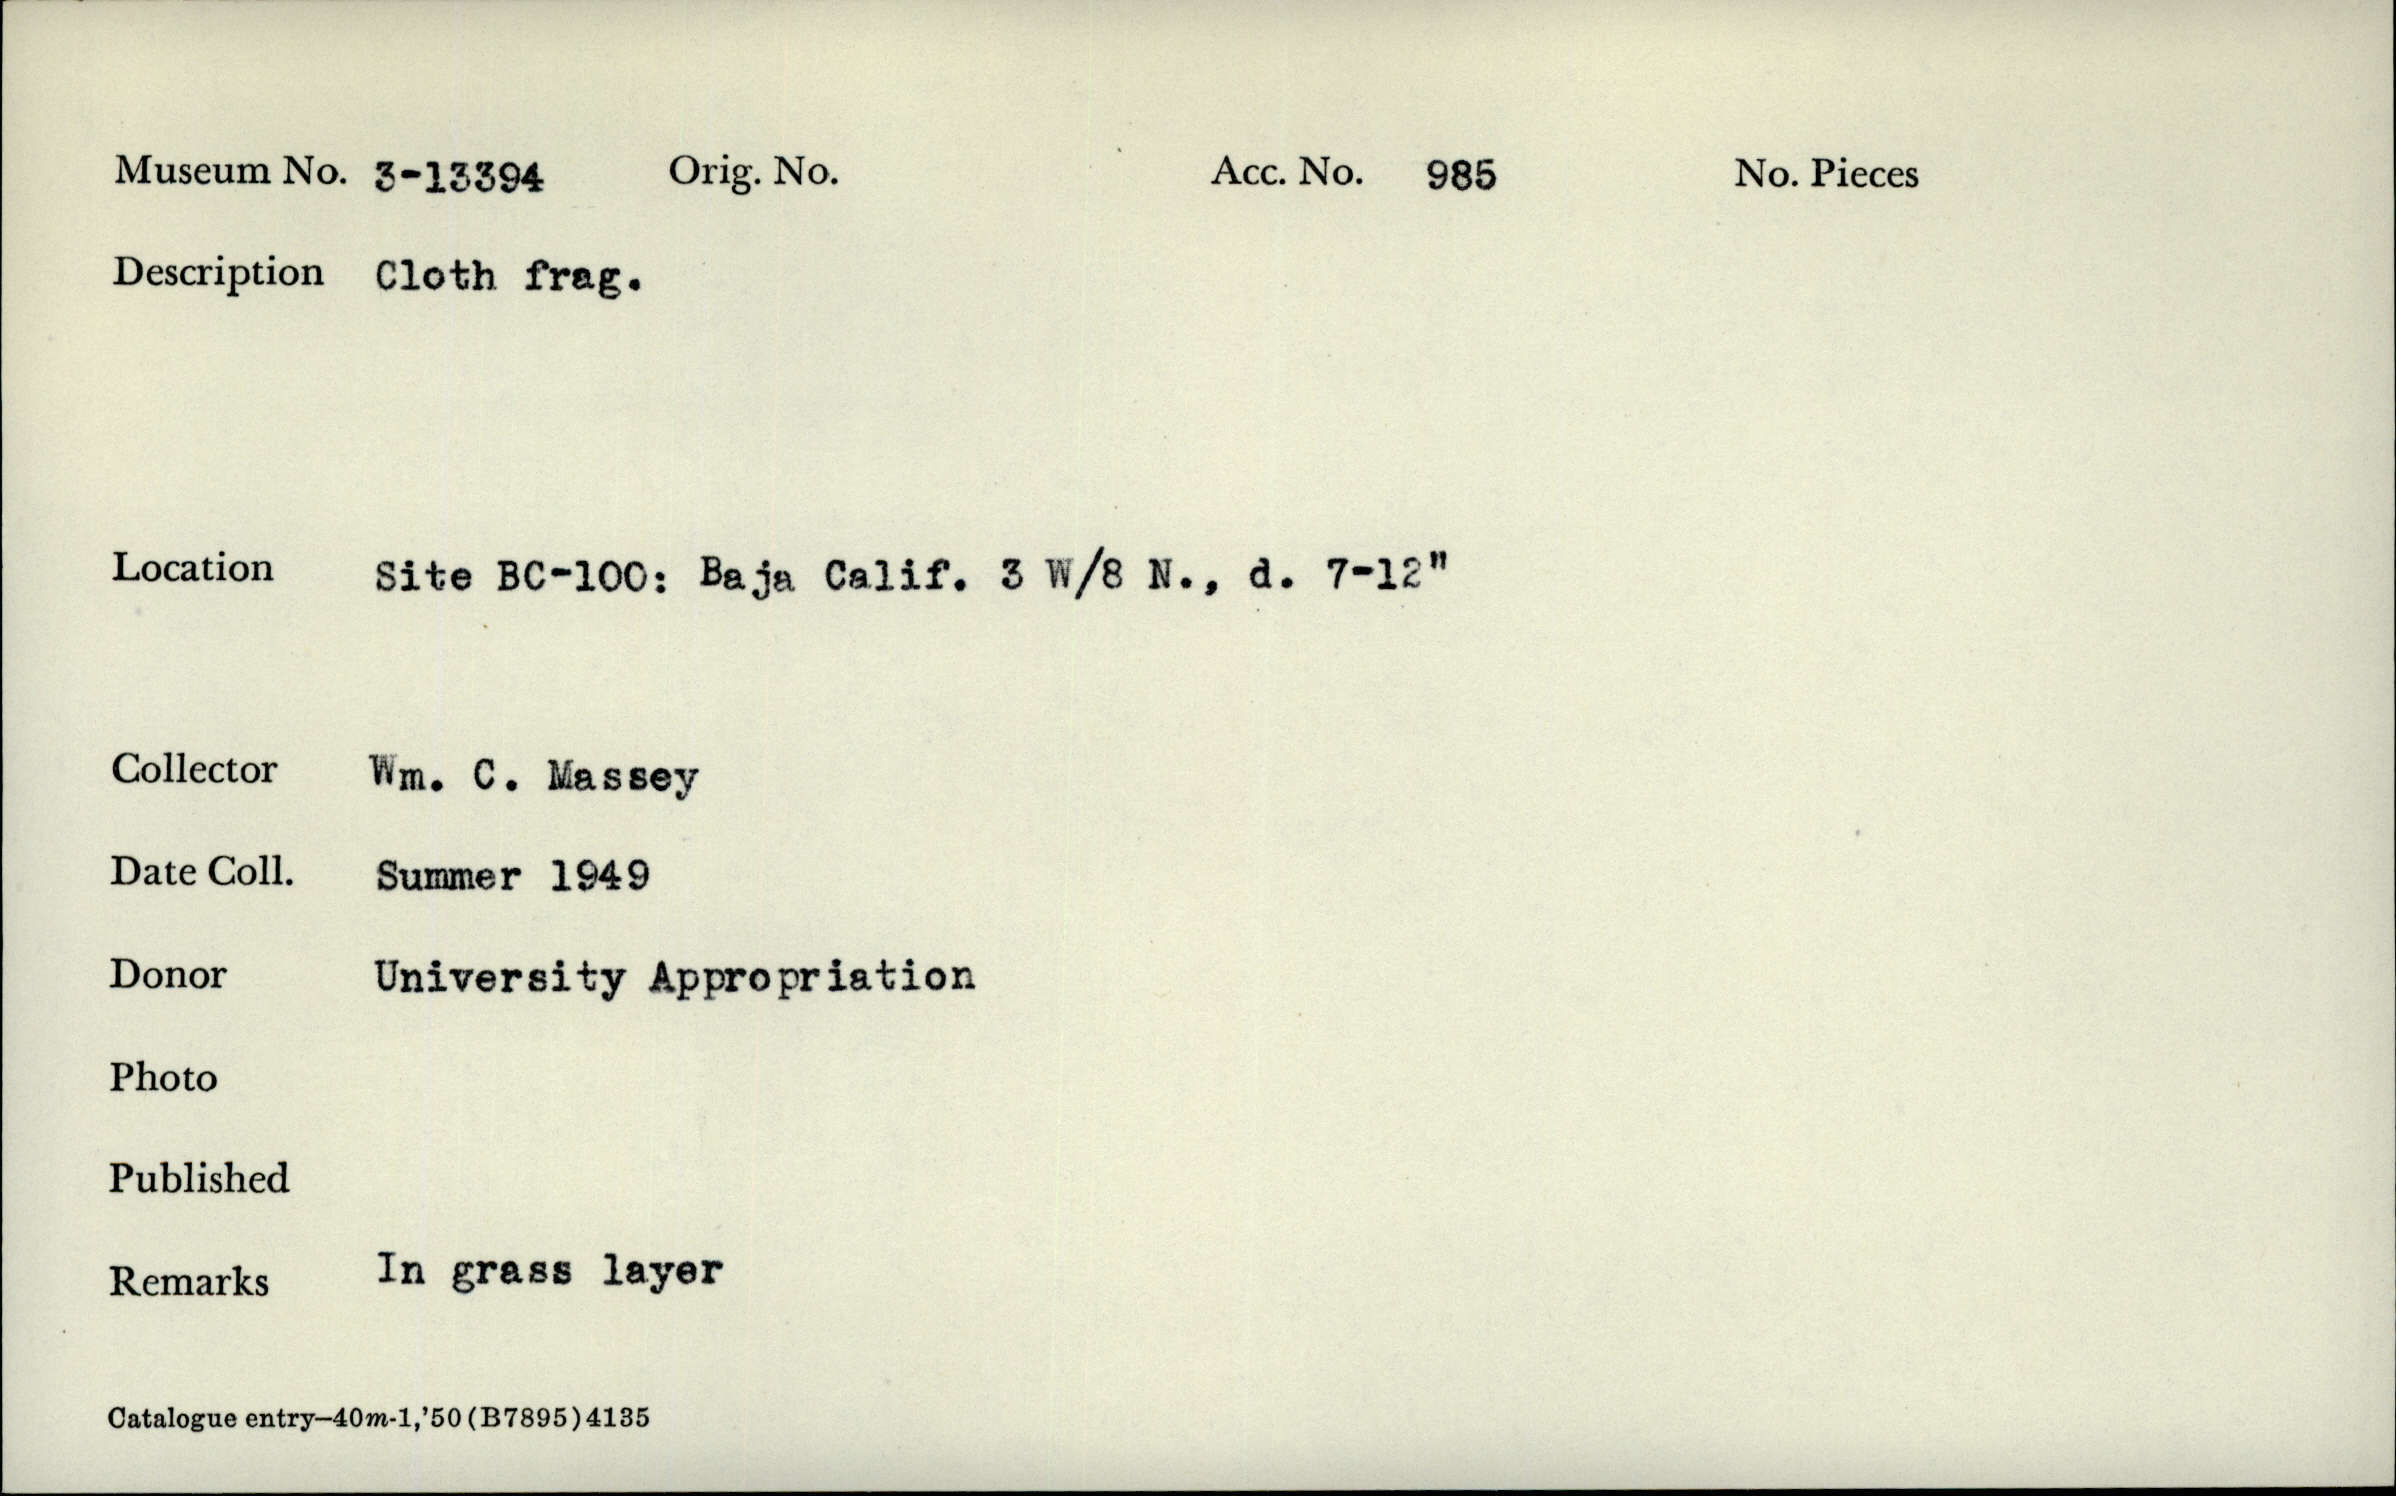 Museum No. 3-13394 Orig. No. Acc. No. 985 No. Pieces
Description Cloth frag.
Location Site BC-100: Baja Calif. 3 W/8 N., d. 7-12"
Collector Wm. C. Massey
Date Coll. Summer 1949
Donor University Appropriation
Photo
Published
Remarks In grass layer
Catalogue entry—40m-1,'50(B7895)4135